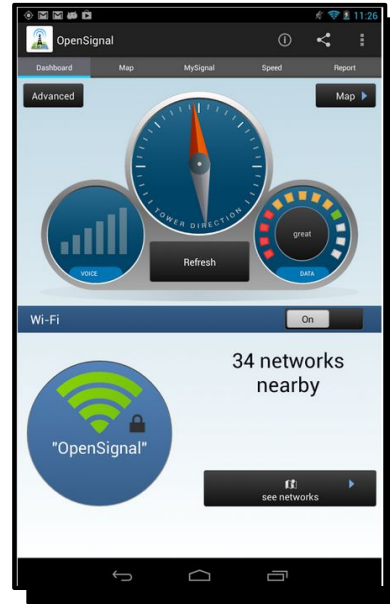 11:26
OpenSignal
Dashboard
Map
MySignal
Speed
Report
Advanced
Map
TOWER DIRECTION
VOICE
Refresh
great
DATA
Wi-Fi
On
34 networks
nearby
"OpenSignal"
see networks